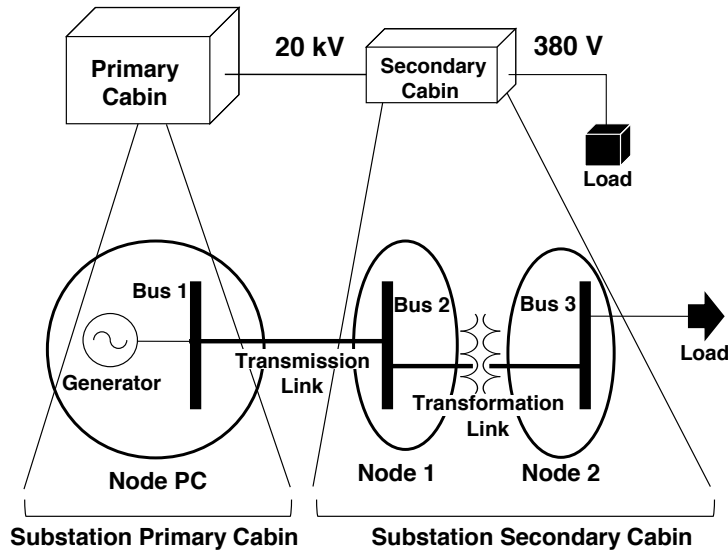 20 kV
380 V
Primary
Cabin
Secondary
Cabin
Load
Bus 1
Bus 2
Bus 3
Generator
Transmission
Link
Transformation
Link
Load
Node PC
Node 1
Node 2
Substation Primary Cabin
Substation Secondary Cabin